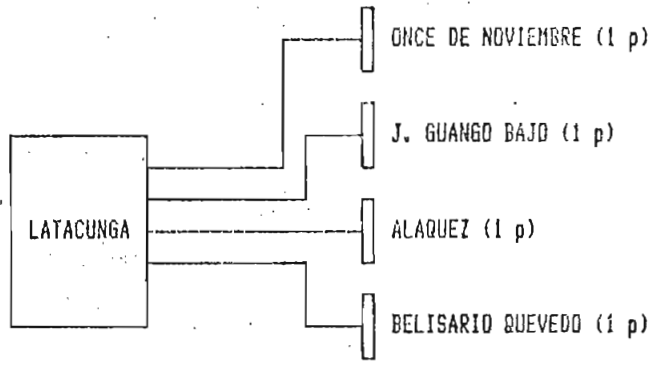 ONCE DE NOVIEMBRE (1 p)
J. GUANGO BAJO (1 p)
LATACUNGA
ALAQUEZ (1 p)
BELISARIO QUEVEDO (1 p)